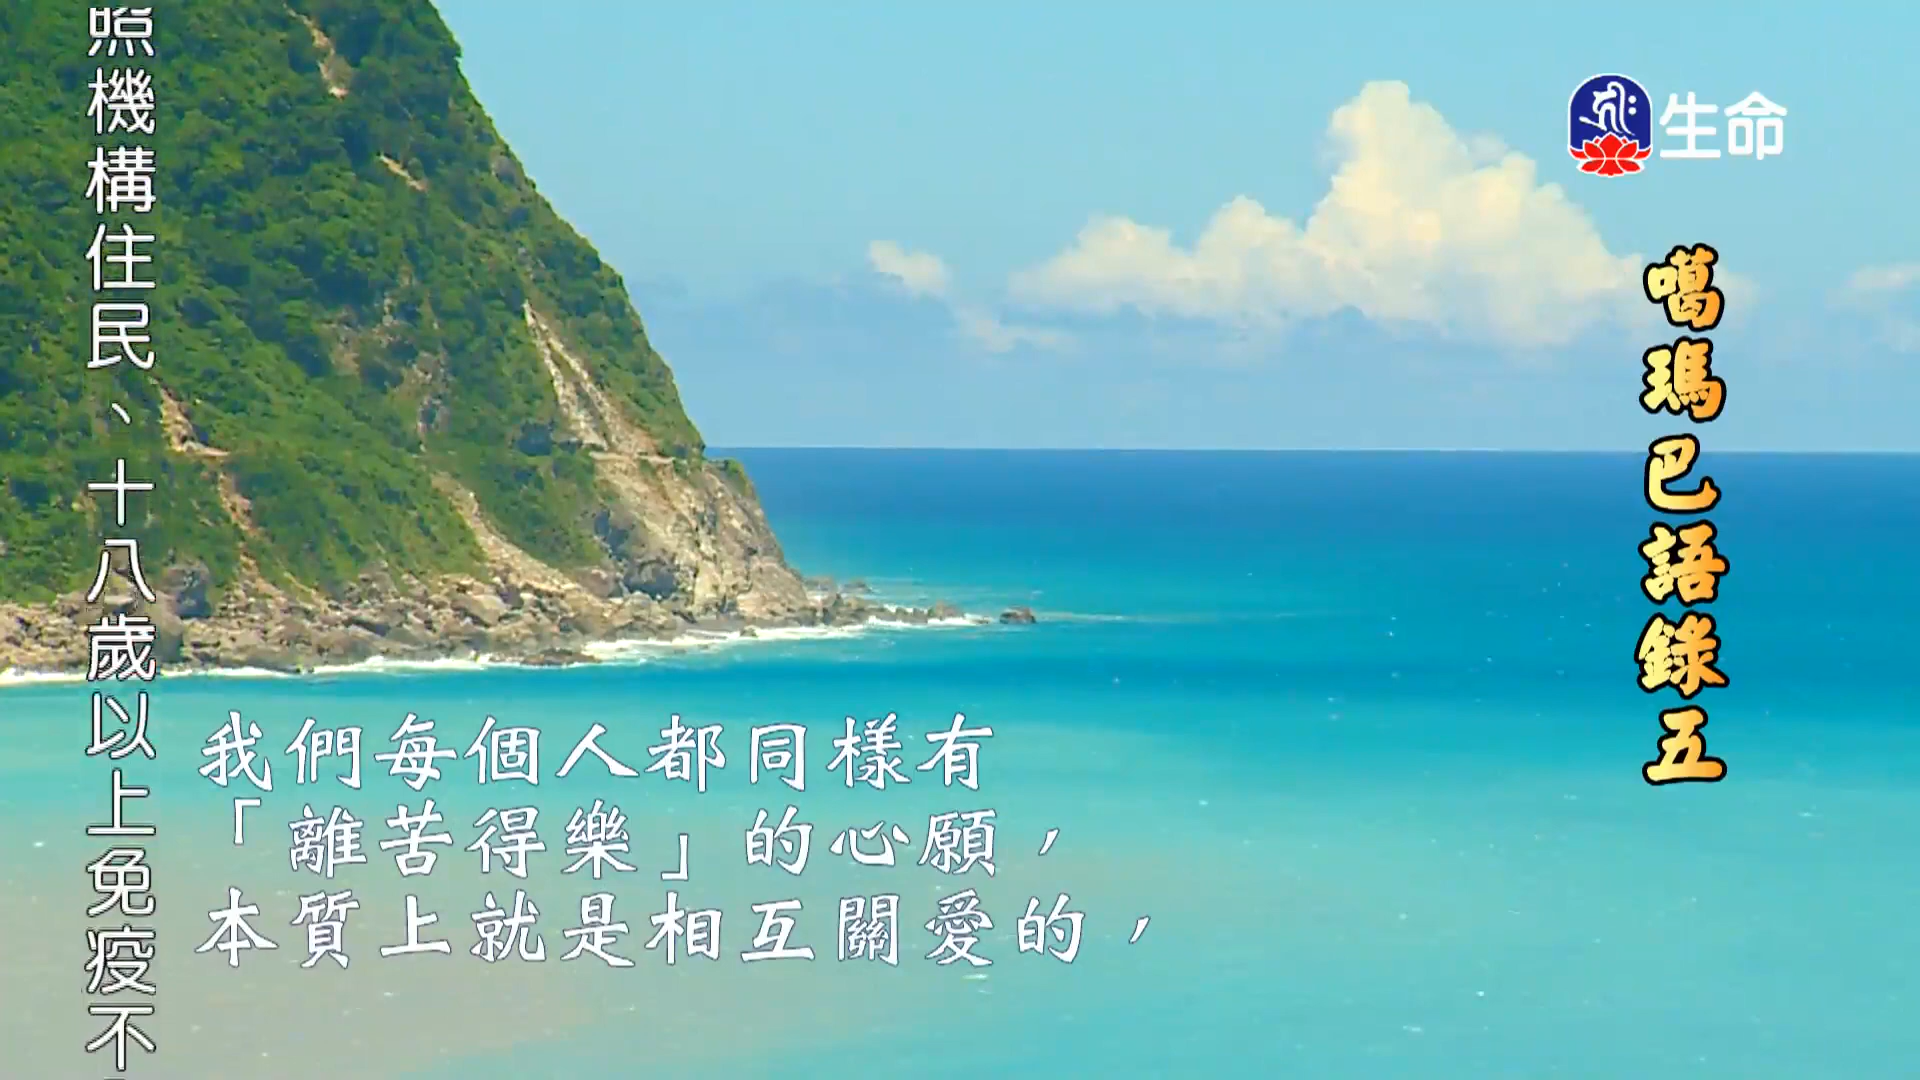 照機構住民、十八歲以上免疫不
生命
噶瑪巴語錄五
我們每個人都同樣有
「離苦得樂」的心願，
本質上就是相互關愛的，